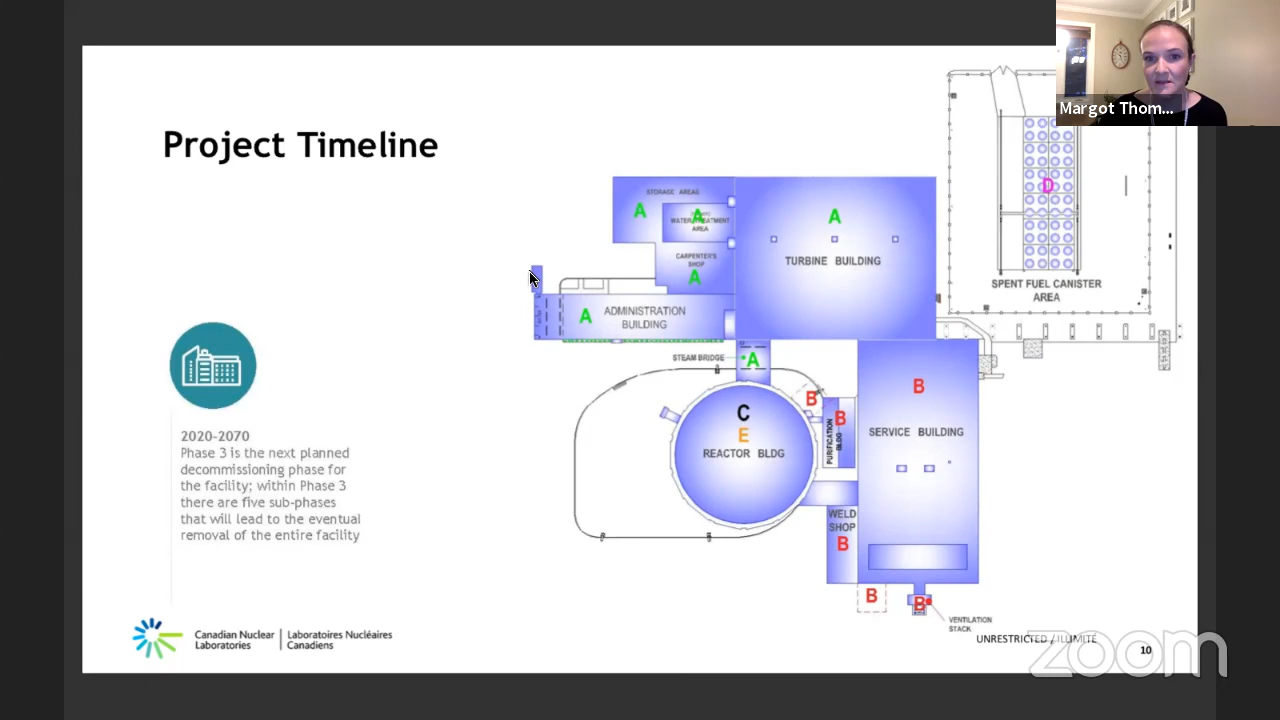 Margot Thom...
Project Timeline
D
STORAGE AREAS
A
A
WATER TREATMENT
AREA
CARPENTER'S
SHOP
A
A
TURBINE BUILDING
SPENT FUEL CANISTER
AREA
A
ADMINISTRATION
BUILDING
STEAM BRIDGE
A
C
E
REACTOR BLDG
B
B
PURIFICATION
BLDG
B
SERVICE BUILDING
WELD
SHOP
B
B
B
VENTILATION
STACK
2020-2070
Phase 3 is the next planned
decommissioning phase for
the facility; within Phase 3
there are five sub-phases
that will lead to the eventual
removal of the entire facility
Canadian Nuclear
Laboratories
Laboratoires Nucléaires
Canadiens
UNRESTRICTED / ILLIMITÉ
10
zoom